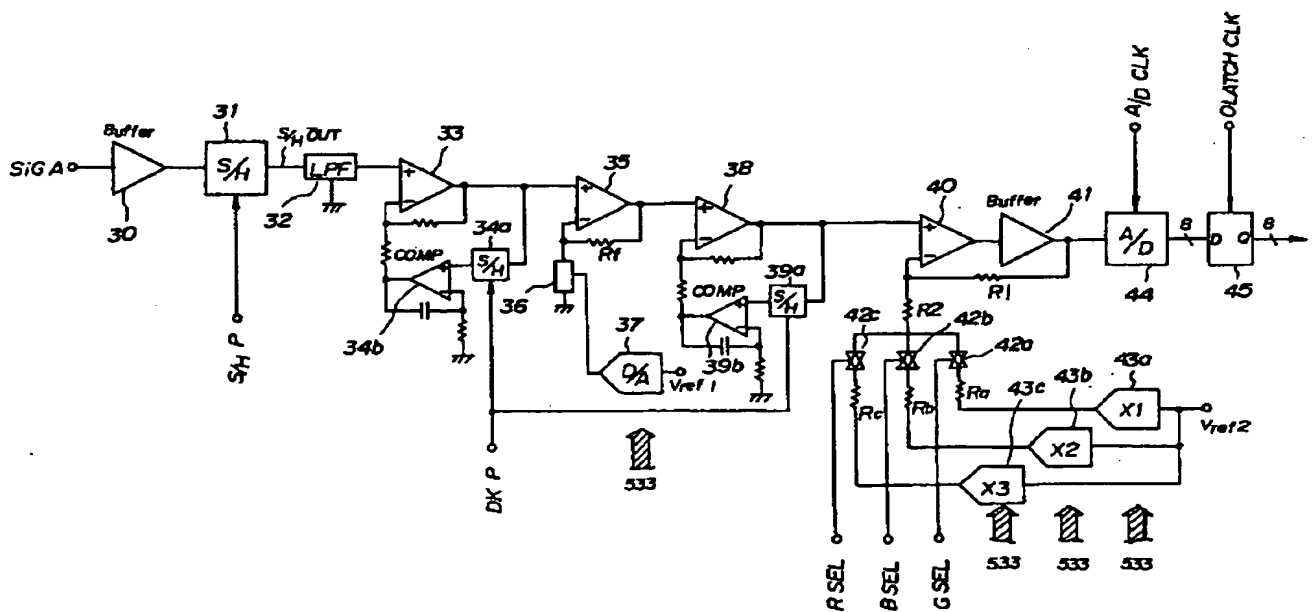 A/D CLK
OLATCH CLK
31
Buffer
S/H OUT
33
35
38
SiG A
S/H
LPF
30
32
+
−
+
−
+
−
40
+
−
Buffer
41
A/D
8
D
Q
8
44
45
34a
S/H
COMP
34b
Rf
36
37
D/A
Vref 1
39a
S/H
COMP
39b
R1
R2
42c
42b
42a
Rc
Rb
Ra
43c
43b
43a
X1
X2
X3
Vref2
S/H P
DK P
533
533
533
533
R SEL
B SEL
G SEL